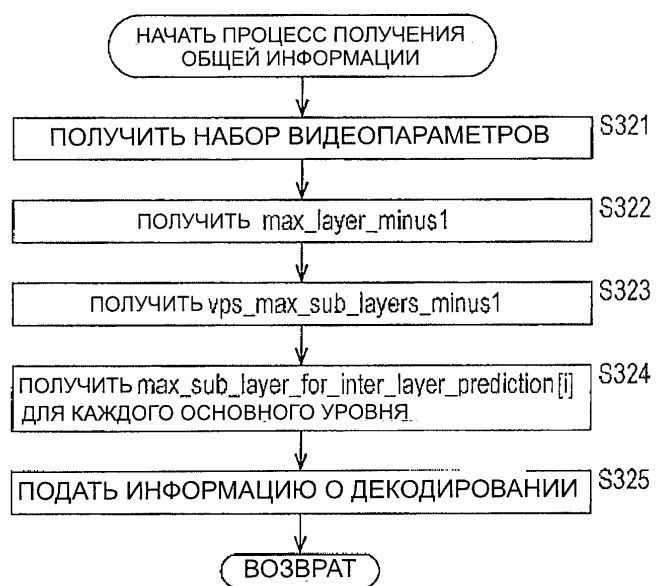 НАЧАТЬ ПРОЦЕСС ПОЛУЧЕНИЯ
ОБЩЕЙ ИНФОРМАЦИИ
ПОЛУЧИТЬ НАБОР ВИДЕОПАРАМЕТРОВ
S321
ПОЛУЧИТЬ max_layer_minus1
S322
ПОЛУЧИТЬ vps_max_sub_layers_minus1
S323
ПОЛУЧИТЬ max_sub_layer_for_inter_layer_prediction[i]
S324
ДЛЯ КАЖДОГО ОСНОВНОГО УРОВНЯ
ПОДАТЬ ИНФОРМАЦИЮ О ДЕКОДИРОВАНИИ
S325
ВОЗВРАТ